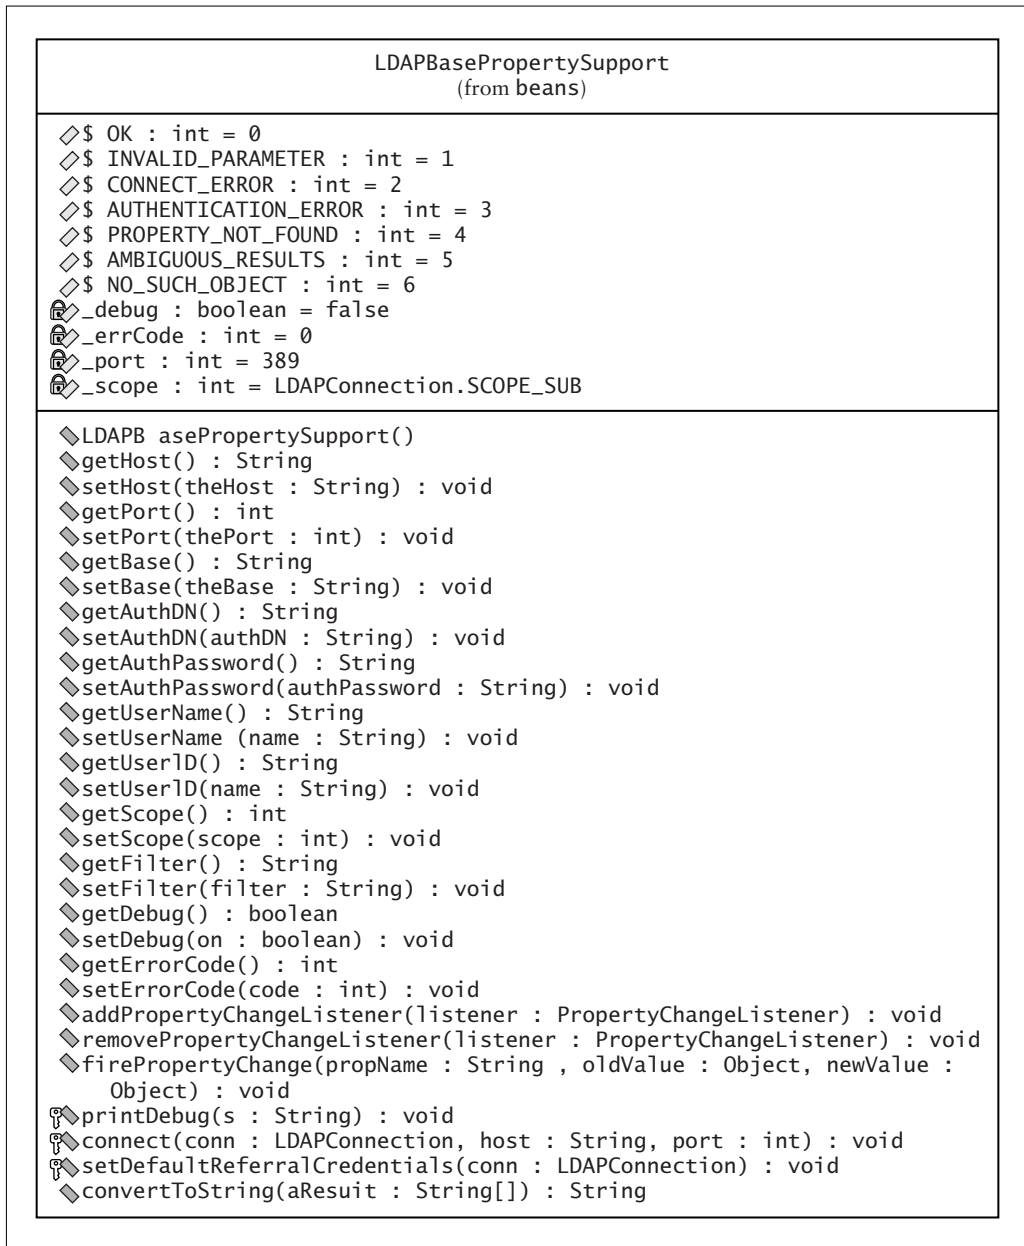 LDAPBasePropertySupport
(from beans)
$ OK : int = 0
$ INVALID_PARAMETER : int = 1
$ CONNECT_ERROR : int = 2
$ AUTHENTICATION_ERROR : int = 3
$ PROPERTY_NOT_FOUND : int = 4
$ AMBIGUOUS_RESULTS : int = 5
$ NO_SUCH_OBJECT : int = 6
_debug : boolean = false
_errCode : int = 0
_port : int = 389
_scope : int = LDAPConnection.SCOPE_SUB
LDAPB asePropertySupport()
getHost() : String
setHost(theHost : String) : void
getPort() : int
setPort(thePort : int) : void
getBase() : String
setBase(theBase : String) : void
getAuthDN() : String
setAuthDN(authDN : String) : void
getAuthPassword() : String
setAuthPassword(authPassword : String) : void
getUserName() : String
setUserName (name : String) : void
getUserlD() : String
setUserlD(name : String) : void
getScope() : int
setScope(scope : int) : void
getFilter() : String
setFilter(filter : String) : void
getDebug() : boolean
setDebug(on : boolean) : void
getErrorCode() : int
setErrorCode(code : int) : void
addPropertyChangeListener(listener : PropertyChangeListener) : void
removePropertyChangeListener(listener : PropertyChangeListener) : void
firePropertyChange(propName : String , oldValue : Object, newValue :
Object) : void
printDebug(s : String) : void
connect(conn : LDAPConnection, host : String, port : int) : void
setDefaultReferralCredentials(conn : LDAPConnection) : void
convertToString(aResuit : String[]) : String